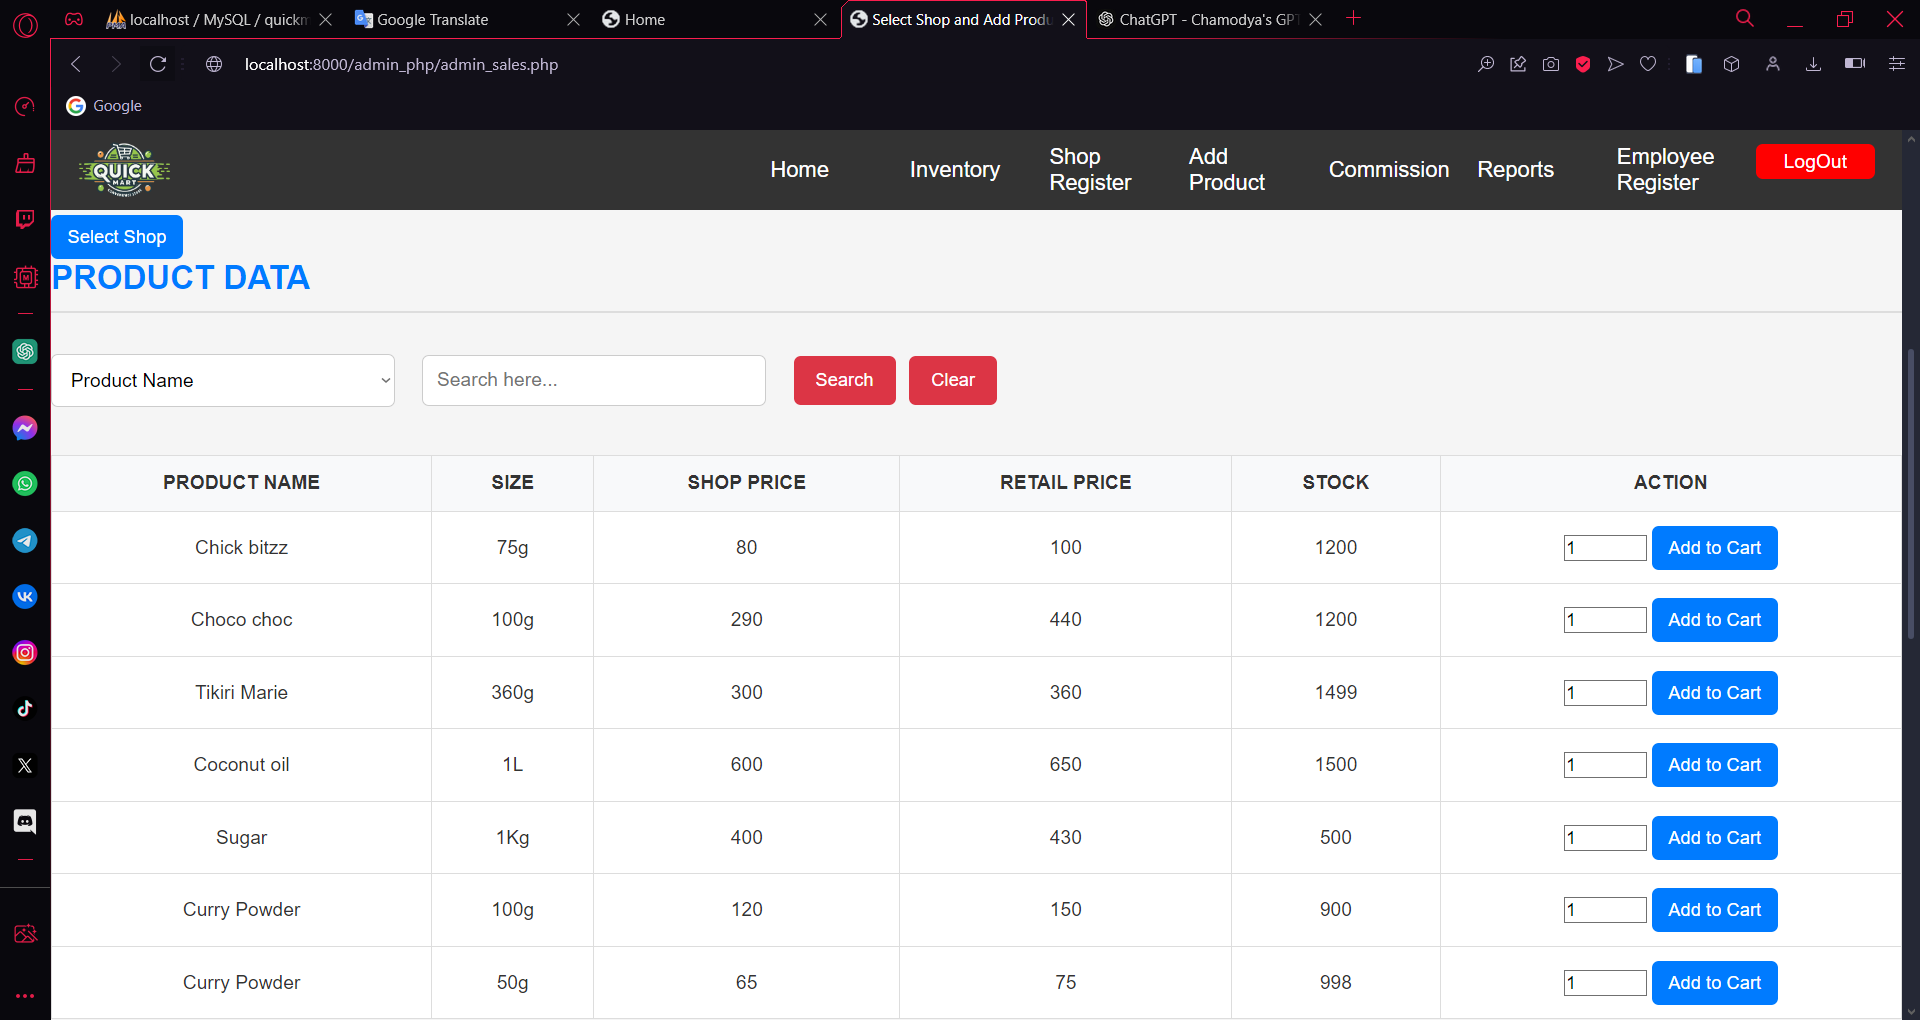 localhost / MySQL / quickm
Google Translate
Home
Select Shop and Add Produ
ChatGPT - Chamodya's GPT
localhost:8000/admin_php/admin_sales.php
Google
QUICK
MART
Home
Inventory
Shop
Register
Add
Product
Commission
Reports
Employee
Register
LogOut
Select Shop
PRODUCT DATA
Product Name
Search here...
Search
Clear
PRODUCT NAME SIZE SHOP PRICE RETAIL PRICE STOCK ACTION
Chick bitzz 75g 80 100 1200 1 Add to Cart
Choco choc 100g 290 440 1200 1 Add to Cart
Tikiri Marie 360g 300 360 1499 1 Add to Cart
Coconut oil 1L 600 650 1500 1 Add to Cart
Sugar 1Kg 400 430 500 1 Add to Cart
Curry Powder 100g 120 150 900 1 Add to Cart
Curry Powder 50g 65 75 998 1 Add to Cart